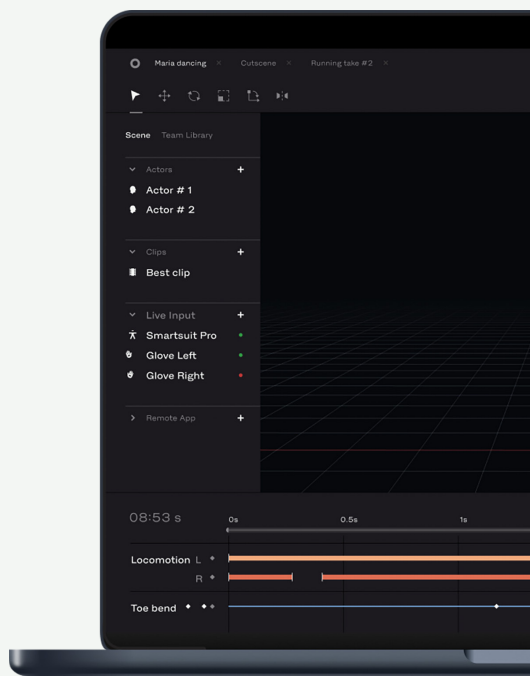 Maria dancing × Cutscene × Running take #2 ×
Scene Team Library
Actors +
Actor # 1
Actor # 2
Clips +
Best clip
Live Input +
Smartsuit Pro
Glove Left
Glove Right
Remote App +
08:53 s 0s 0.5s 1s
Locomotion L
R
Toe bend